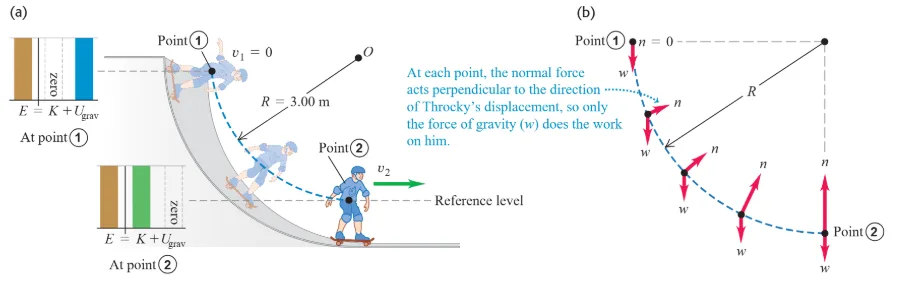 (a)
Point 1
v1 = 0
O
R = 3.00 m
zero
E = K + Ugrav
At point 1
Point 2
v2
Reference level
zero
E = K + Ugrav
At point 2
At each point, the normal force
acts perpendicular to the direction
of Throcky's displacement, so only
the force of gravity (w) does the work
on him.
(b)
Point 1
n = 0
w
R
n
w
n
w
n
w
n
Point 2
w